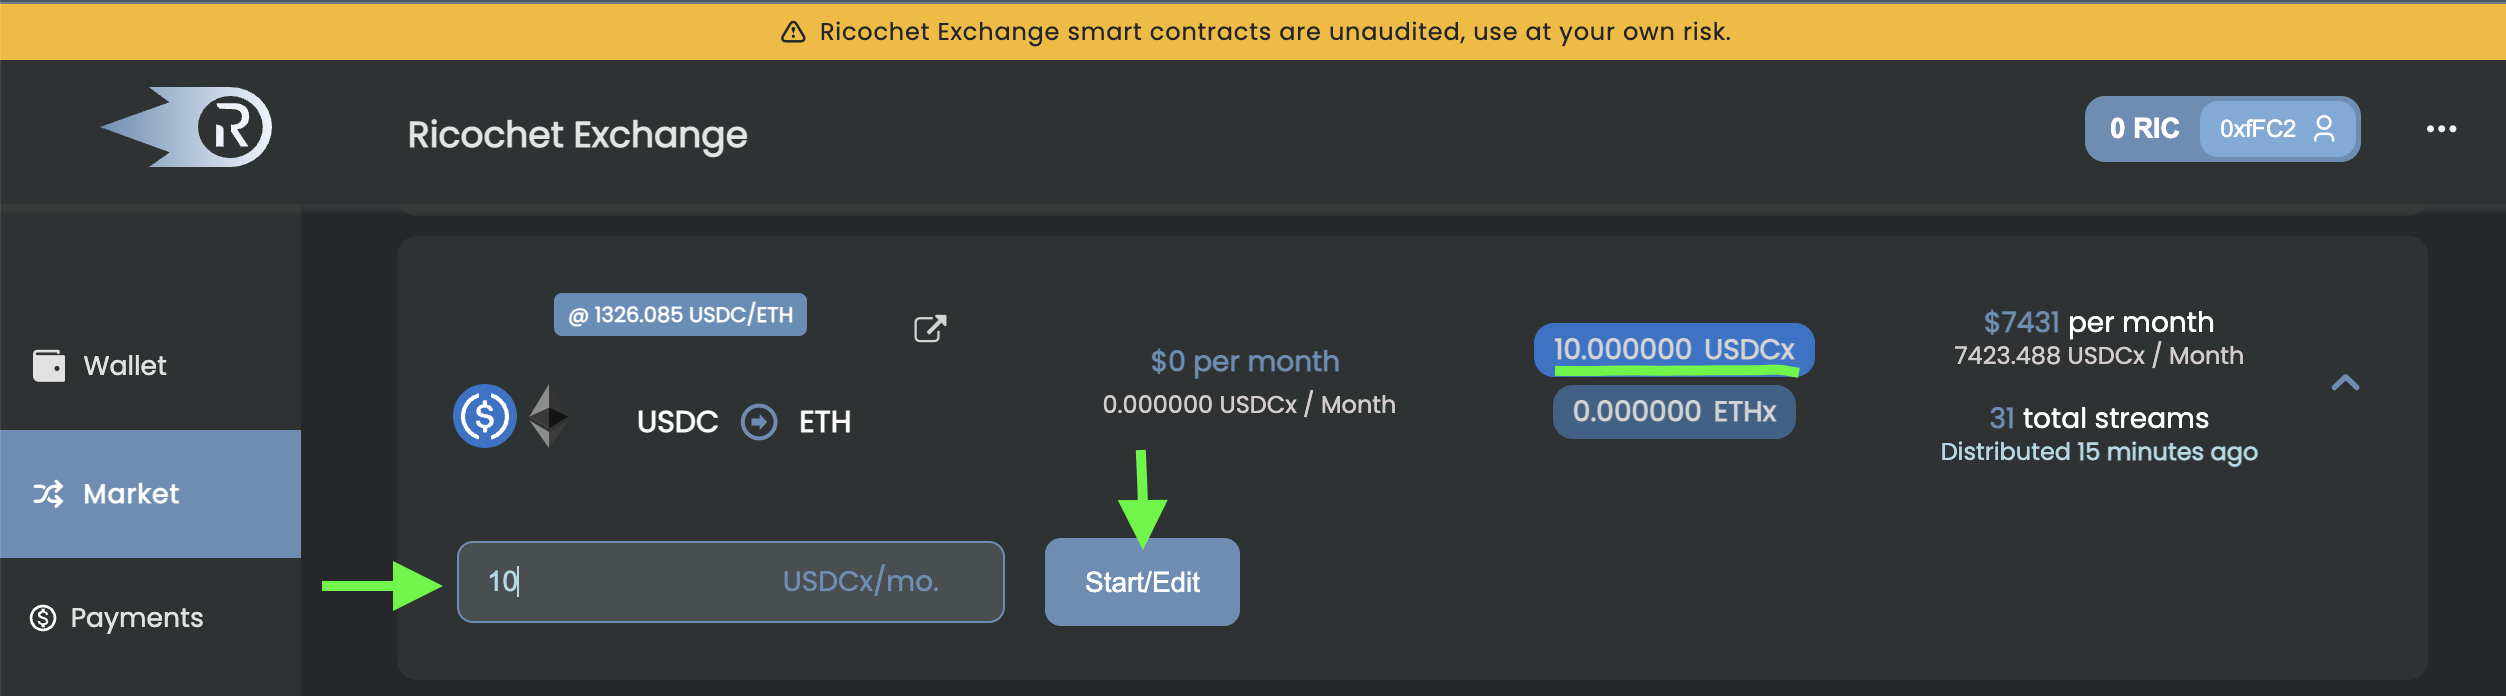 Ricochet Exchange smart contracts are unaudited, use at your own risk.
R
Ricochet Exchange
0 RIC
0xfFC2
Wallet
Market
Payments
@ 1326.085 USDC/ETH
USDC
ETH
$0 per month
0.000000 USDCx / Month
10.000000 USDCx
0.000000 ETHx
$7431 per month
7423.488 USDCx / Month
31 total streams
Distributed 15 minutes ago
10
USDCx/mo.
Start/Edit